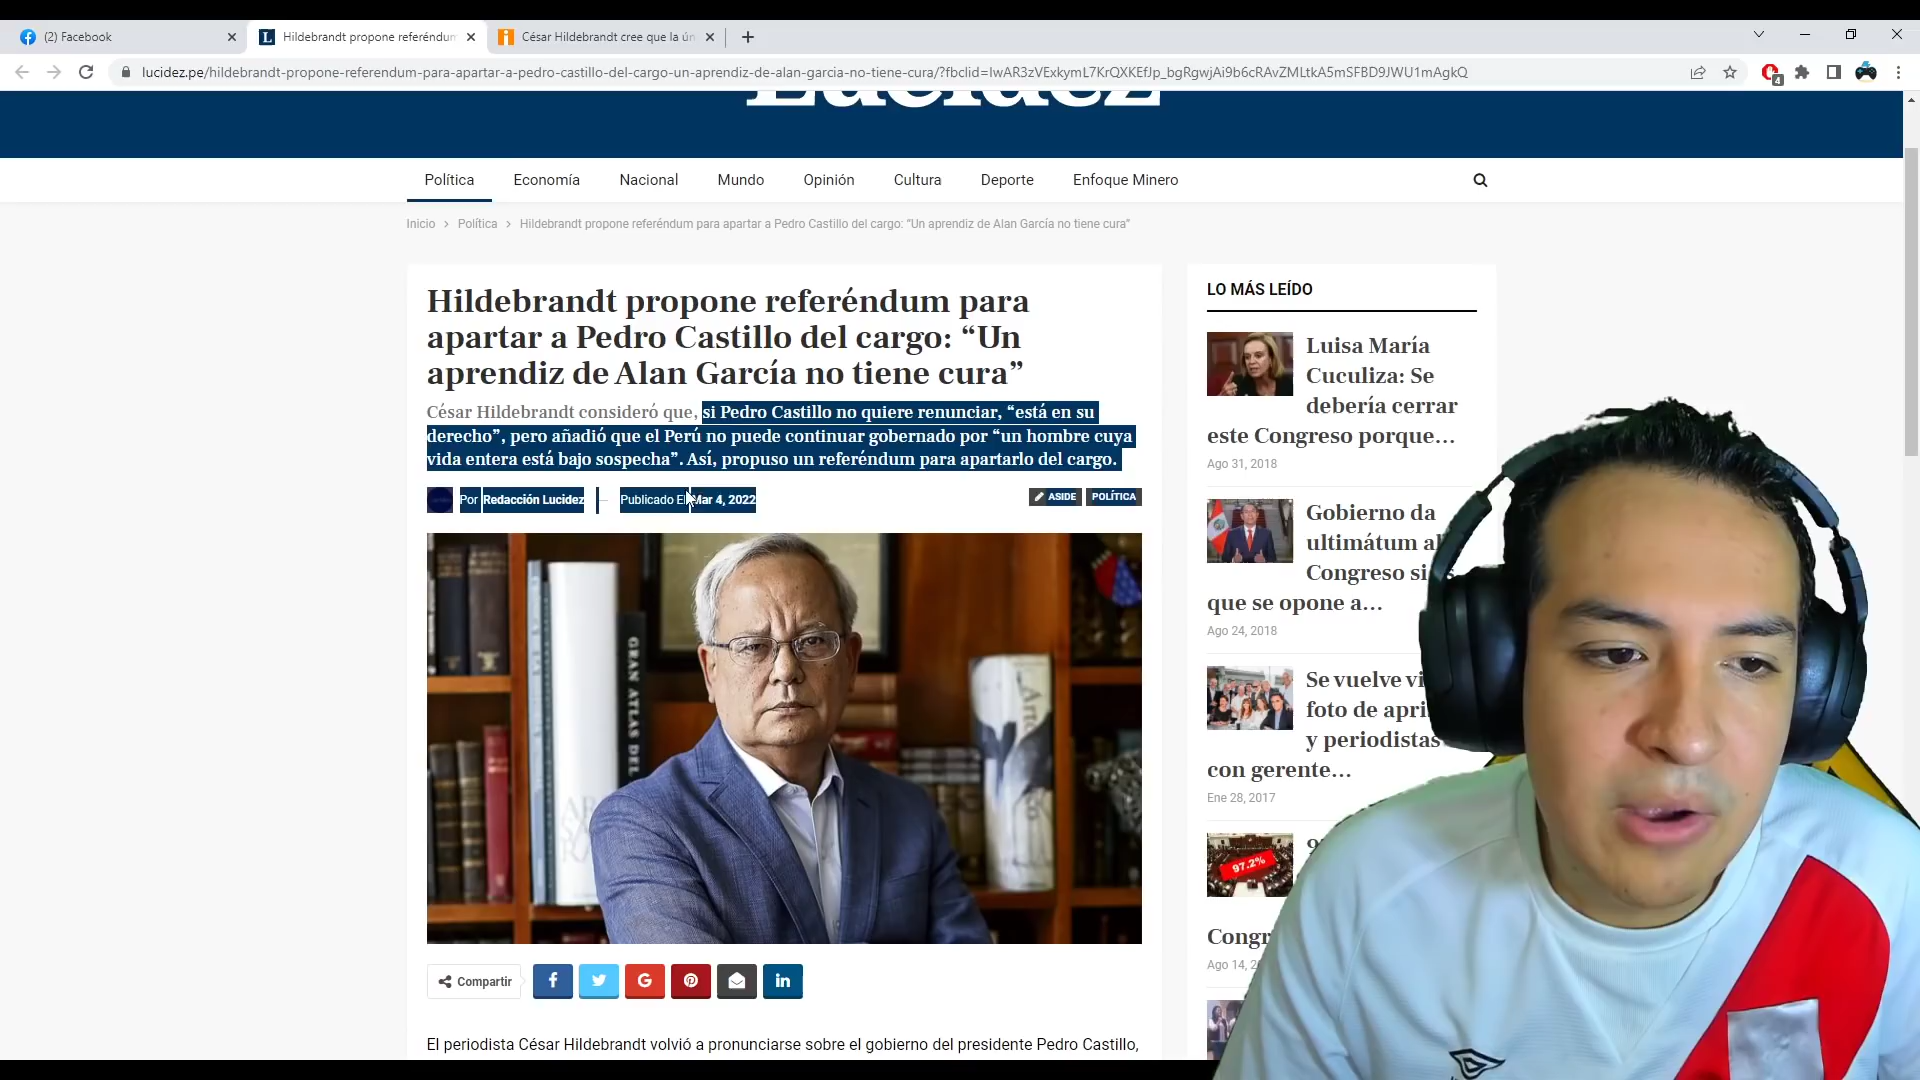 (2) Facebook
Hildebrandt propone referéndum
César Hildebrandt cree que la ún
lucidez.pe/hildebrandt-propone-referendum-para-apartar-a-pedro-castillo-del-cargo-un-aprendiz-de-alan-garcia-no-tiene-cura/?fbclid=IwAR3zVExkymL7KrQXKEfJp_bgRgwjAi9b6cRAvZMLtkA5mSFBD9JWU1mAgkQ
4
Lucidez
Política
Economía
Nacional
Mundo
Opinión
Cultura
Deporte
Enfoque Minero
Inicio > Política > Hildebrandt propone referéndum para apartar a Pedro Castillo del cargo: “Un aprendiz de Alan García no tiene cura”
Hildebrandt propone referéndum para
apartar a Pedro Castillo del cargo: “Un
aprendiz de Alan García no tiene cura”
César Hildebrandt consideró que, si Pedro Castillo no quiere renunciar, “está en su
derecho”, pero añadió que el Perú no puede continuar gobernado por “un hombre cuya
vida entera está bajo sospecha”. Así, propuso un referéndum para apartarlo del cargo.
Por Redacción Lucidez — Publicado El Mar 4, 2022
ASIDE
POLÍTICA
GRAN ATLAS DEL
Compartir
El periodista César Hildebrandt volvió a pronunciarse sobre el gobierno del presidente Pedro Castillo,
LO MÁS LEÍDO
Luisa María
Cuculiza: Se
debería cerrar
este Congreso porque...
Ago 31, 2018
Gobierno da
ultimátum al
Congreso si
que se opone a...
Ago 24, 2018
Se vuelve vi
foto de apri
y periodistas
con gerente...
Ene 28, 2017
97.2%
Congr
Ago 14, 2